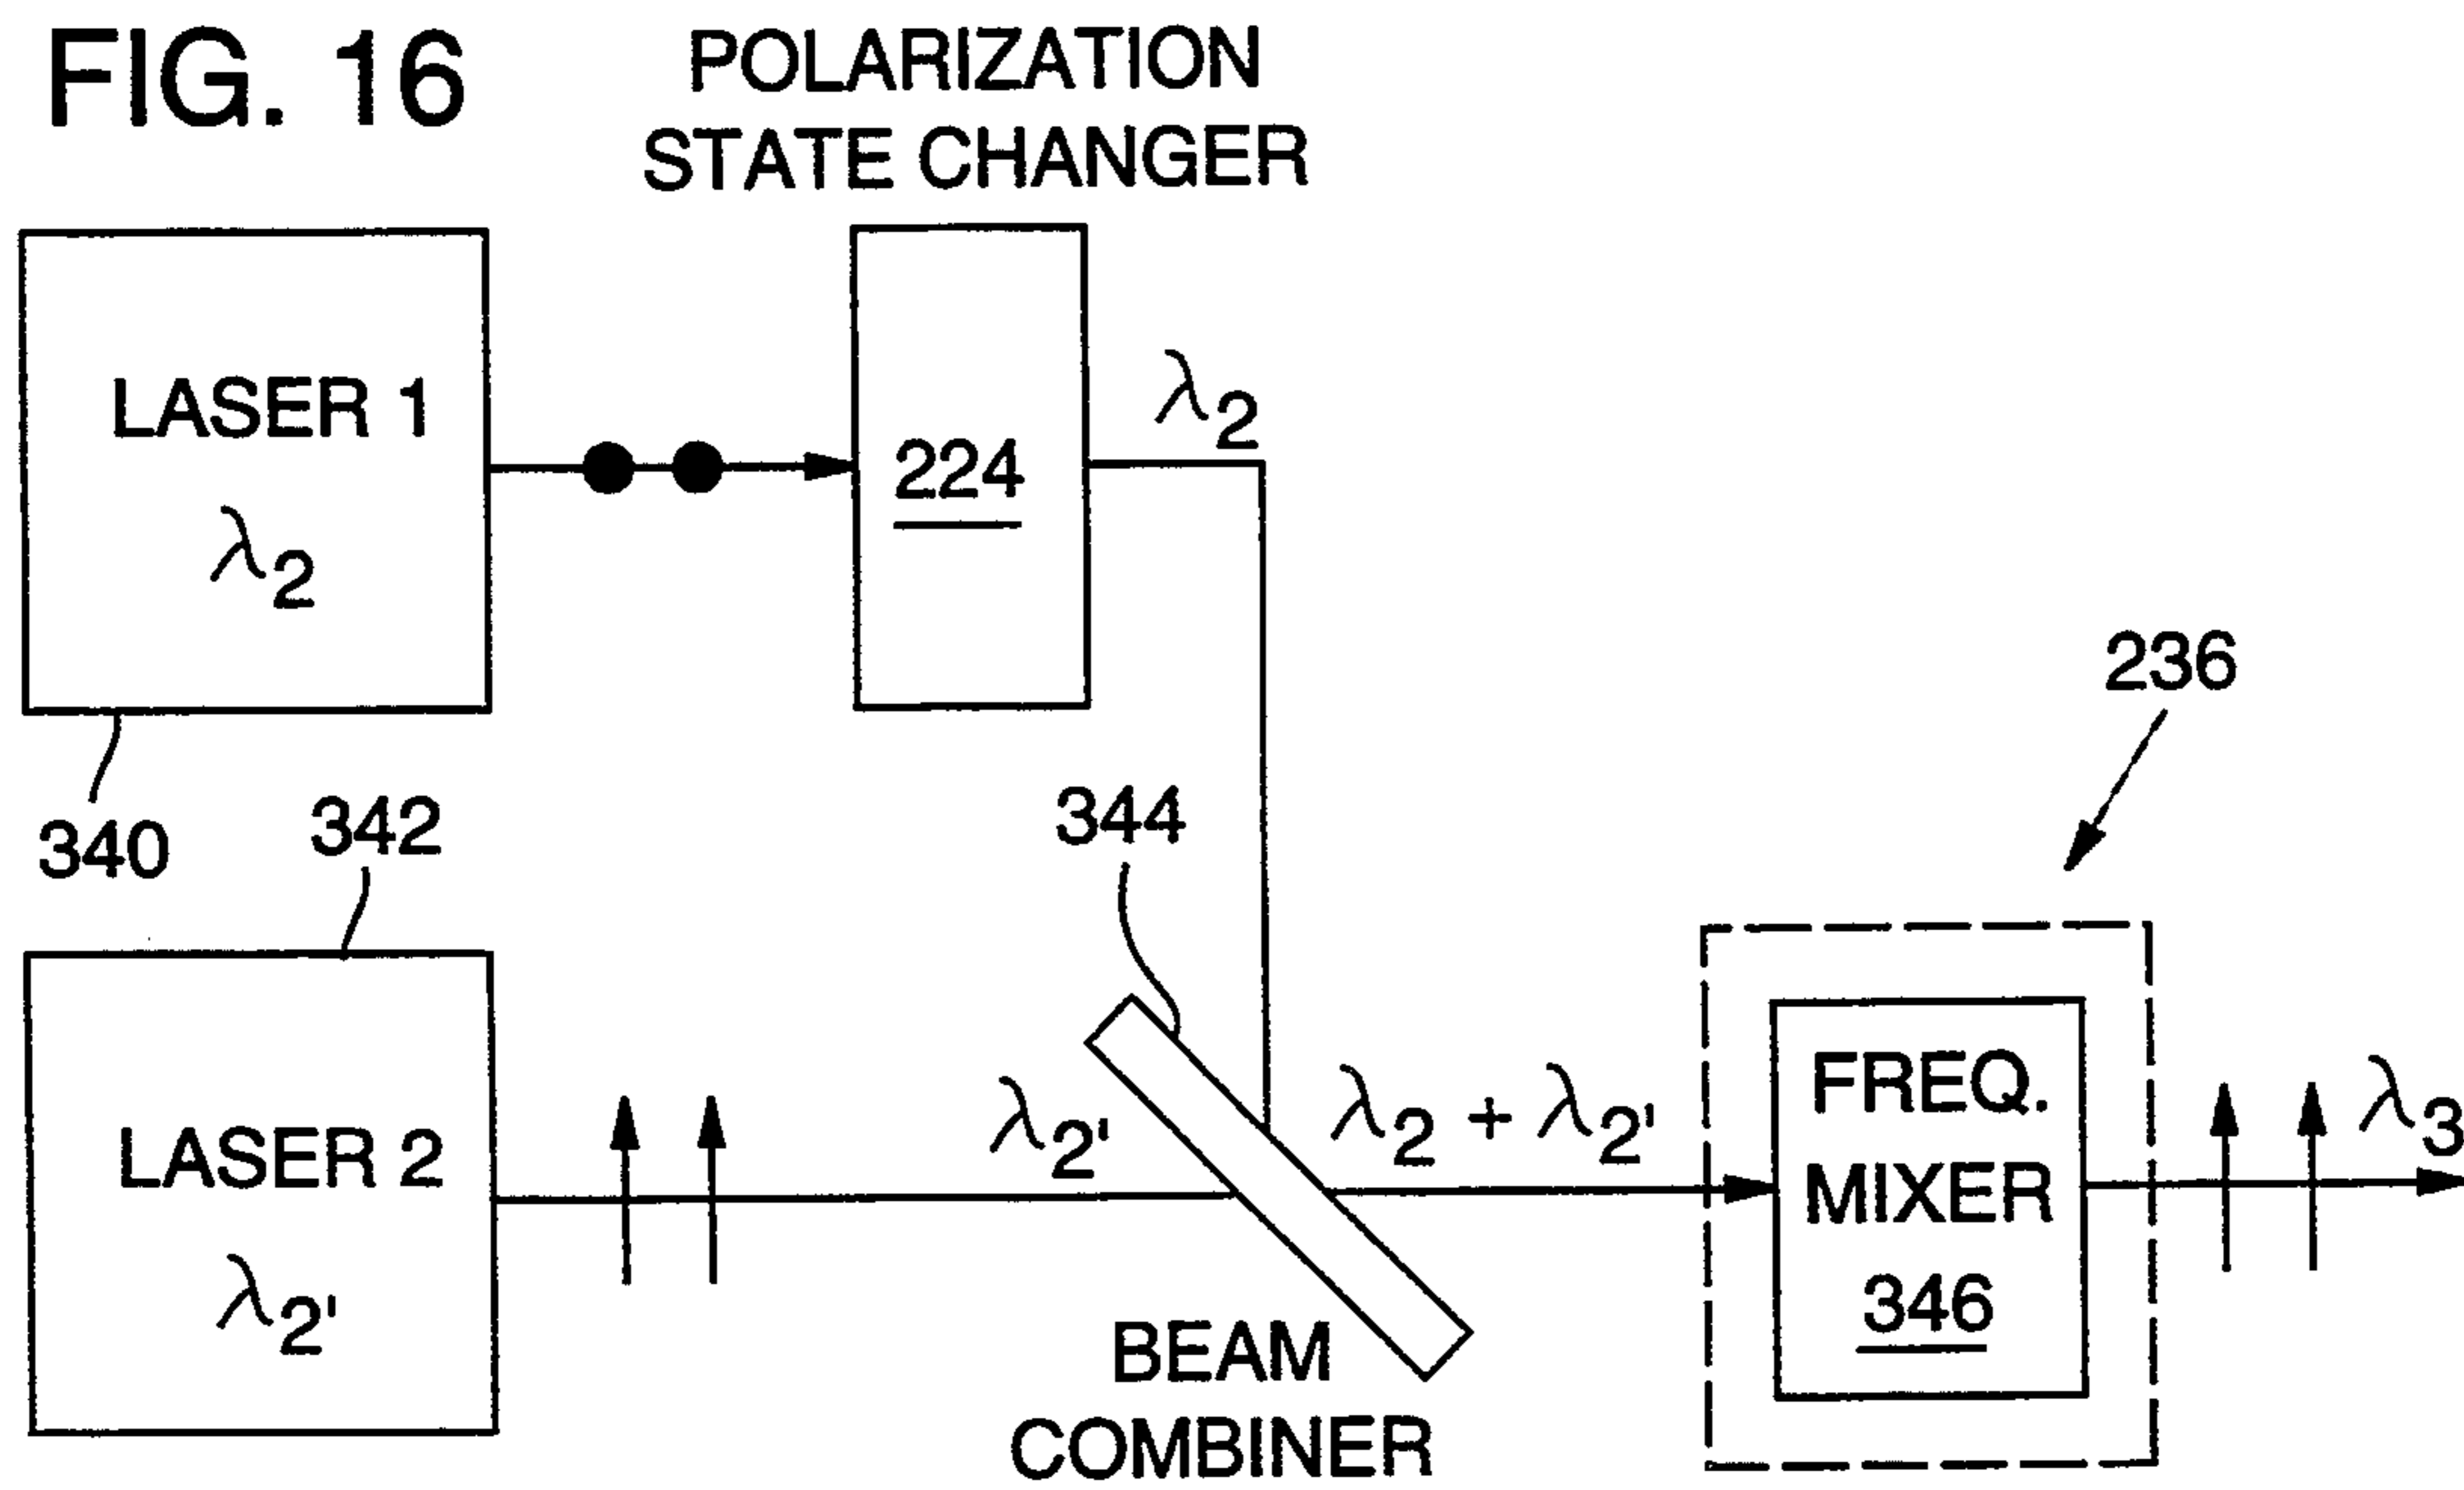 FIG. 16
POLARIZATION
STATE CHANGER
LASER 1
λ2
224
λ2
340
342
344
236
LASER 2
λ2'
λ2'
λ2 + λ2'
BEAM
COMBINER
FREQ.
MIXER
346
λ3